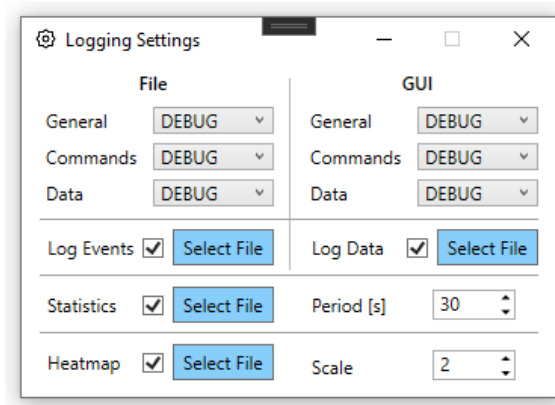 Logging Settings
File GUI
General DEBUG General DEBUG
Commands DEBUG Commands DEBUG
Data DEBUG Data DEBUG
Log Events Select File Log Data Select File
Statistics Select File Period [s] 30
Heatmap Select File Scale 2